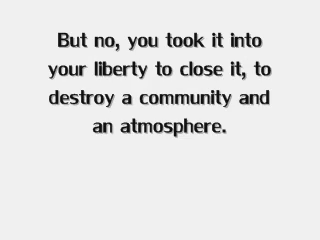 But no, you took it into
your liberty to close it, to
destroy a community and
an atmosphere.